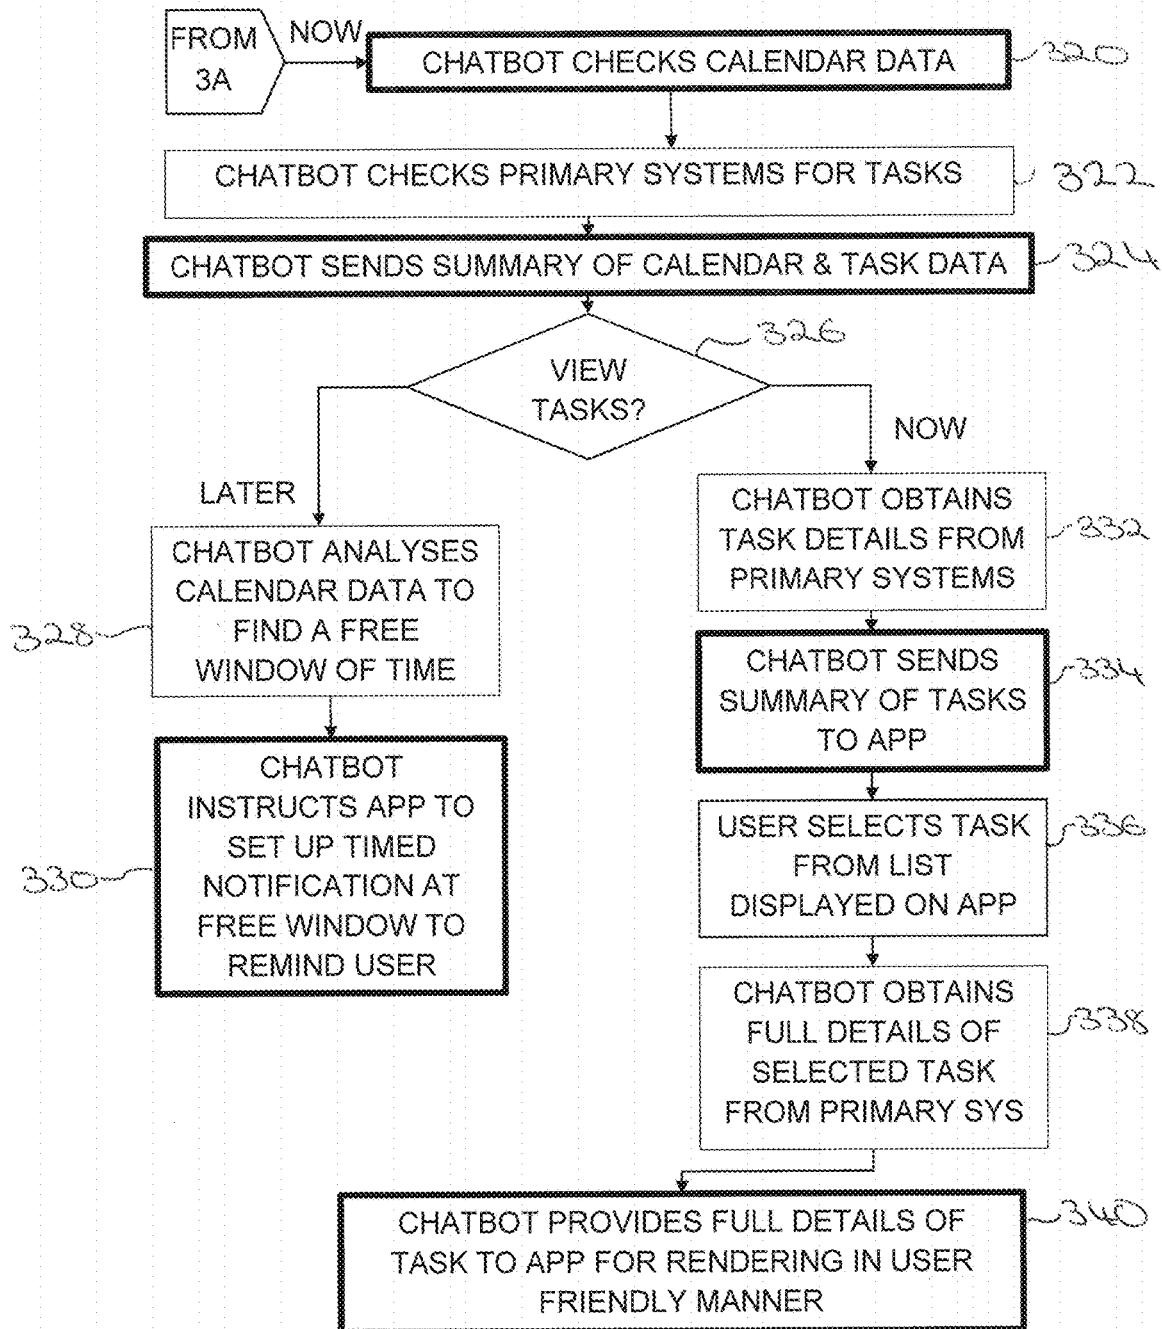 FROM
3A
NOW
CHATBOT CHECKS CALENDAR DATA
320
CHATBOT CHECKS PRIMARY SYSTEMS FOR TASKS
322
CHATBOT SENDS SUMMARY OF CALENDAR & TASK DATA
324
326
VIEW
TASKS?
LATER
NOW
CHATBOT ANALYSES
CALENDAR DATA TO
FIND A FREE
WINDOW OF TIME
328
CHATBOT
INSTRUCTS APP TO
SET UP TIMED
NOTIFICATION AT
FREE WINDOW TO
REMIND USER
330
CHATBOT OBTAINS
TASK DETAILS FROM
PRIMARY SYSTEMS
332
CHATBOT SENDS
SUMMARY OF TASKS
TO APP
334
USER SELECTS TASK
FROM LIST
DISPLAYED ON APP
336
CHATBOT OBTAINS
FULL DETAILS OF
SELECTED TASK
FROM PRIMARY SYS
338
CHATBOT PROVIDES FULL DETAILS OF
TASK TO APP FOR RENDERING IN USER
FRIENDLY MANNER
340